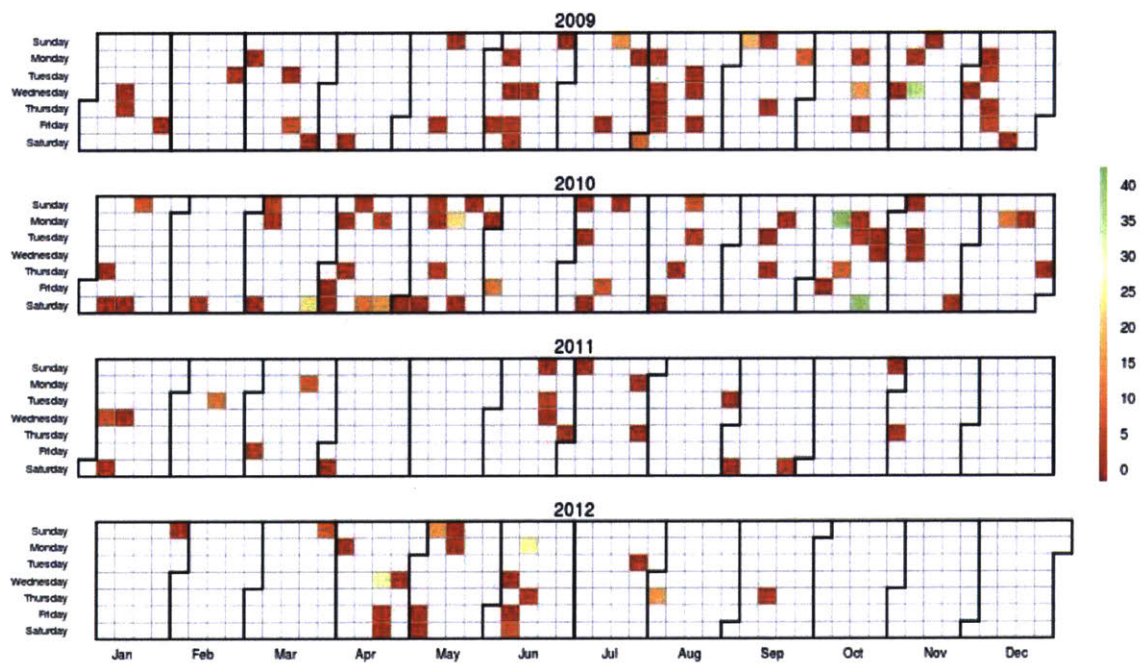 2009
Sunday
Monday
Tuesday
Wednesday
Thursday
Friday
Saturday
2010
Sunday
Monday
Tuesday
Wednesday
Thursday
Friday
Saturday
40
35
30
25
20
15
10
5
0
2011
Sunday
Monday
Tuesday
Wednesday
Thursday
Friday
Saturday
2012
Sunday
Monday
Tuesday
Wednesday
Thursday
Friday
Saturday
Jan Feb Mar Apr May Jun Jul Aug Sep Oct Nov Dec